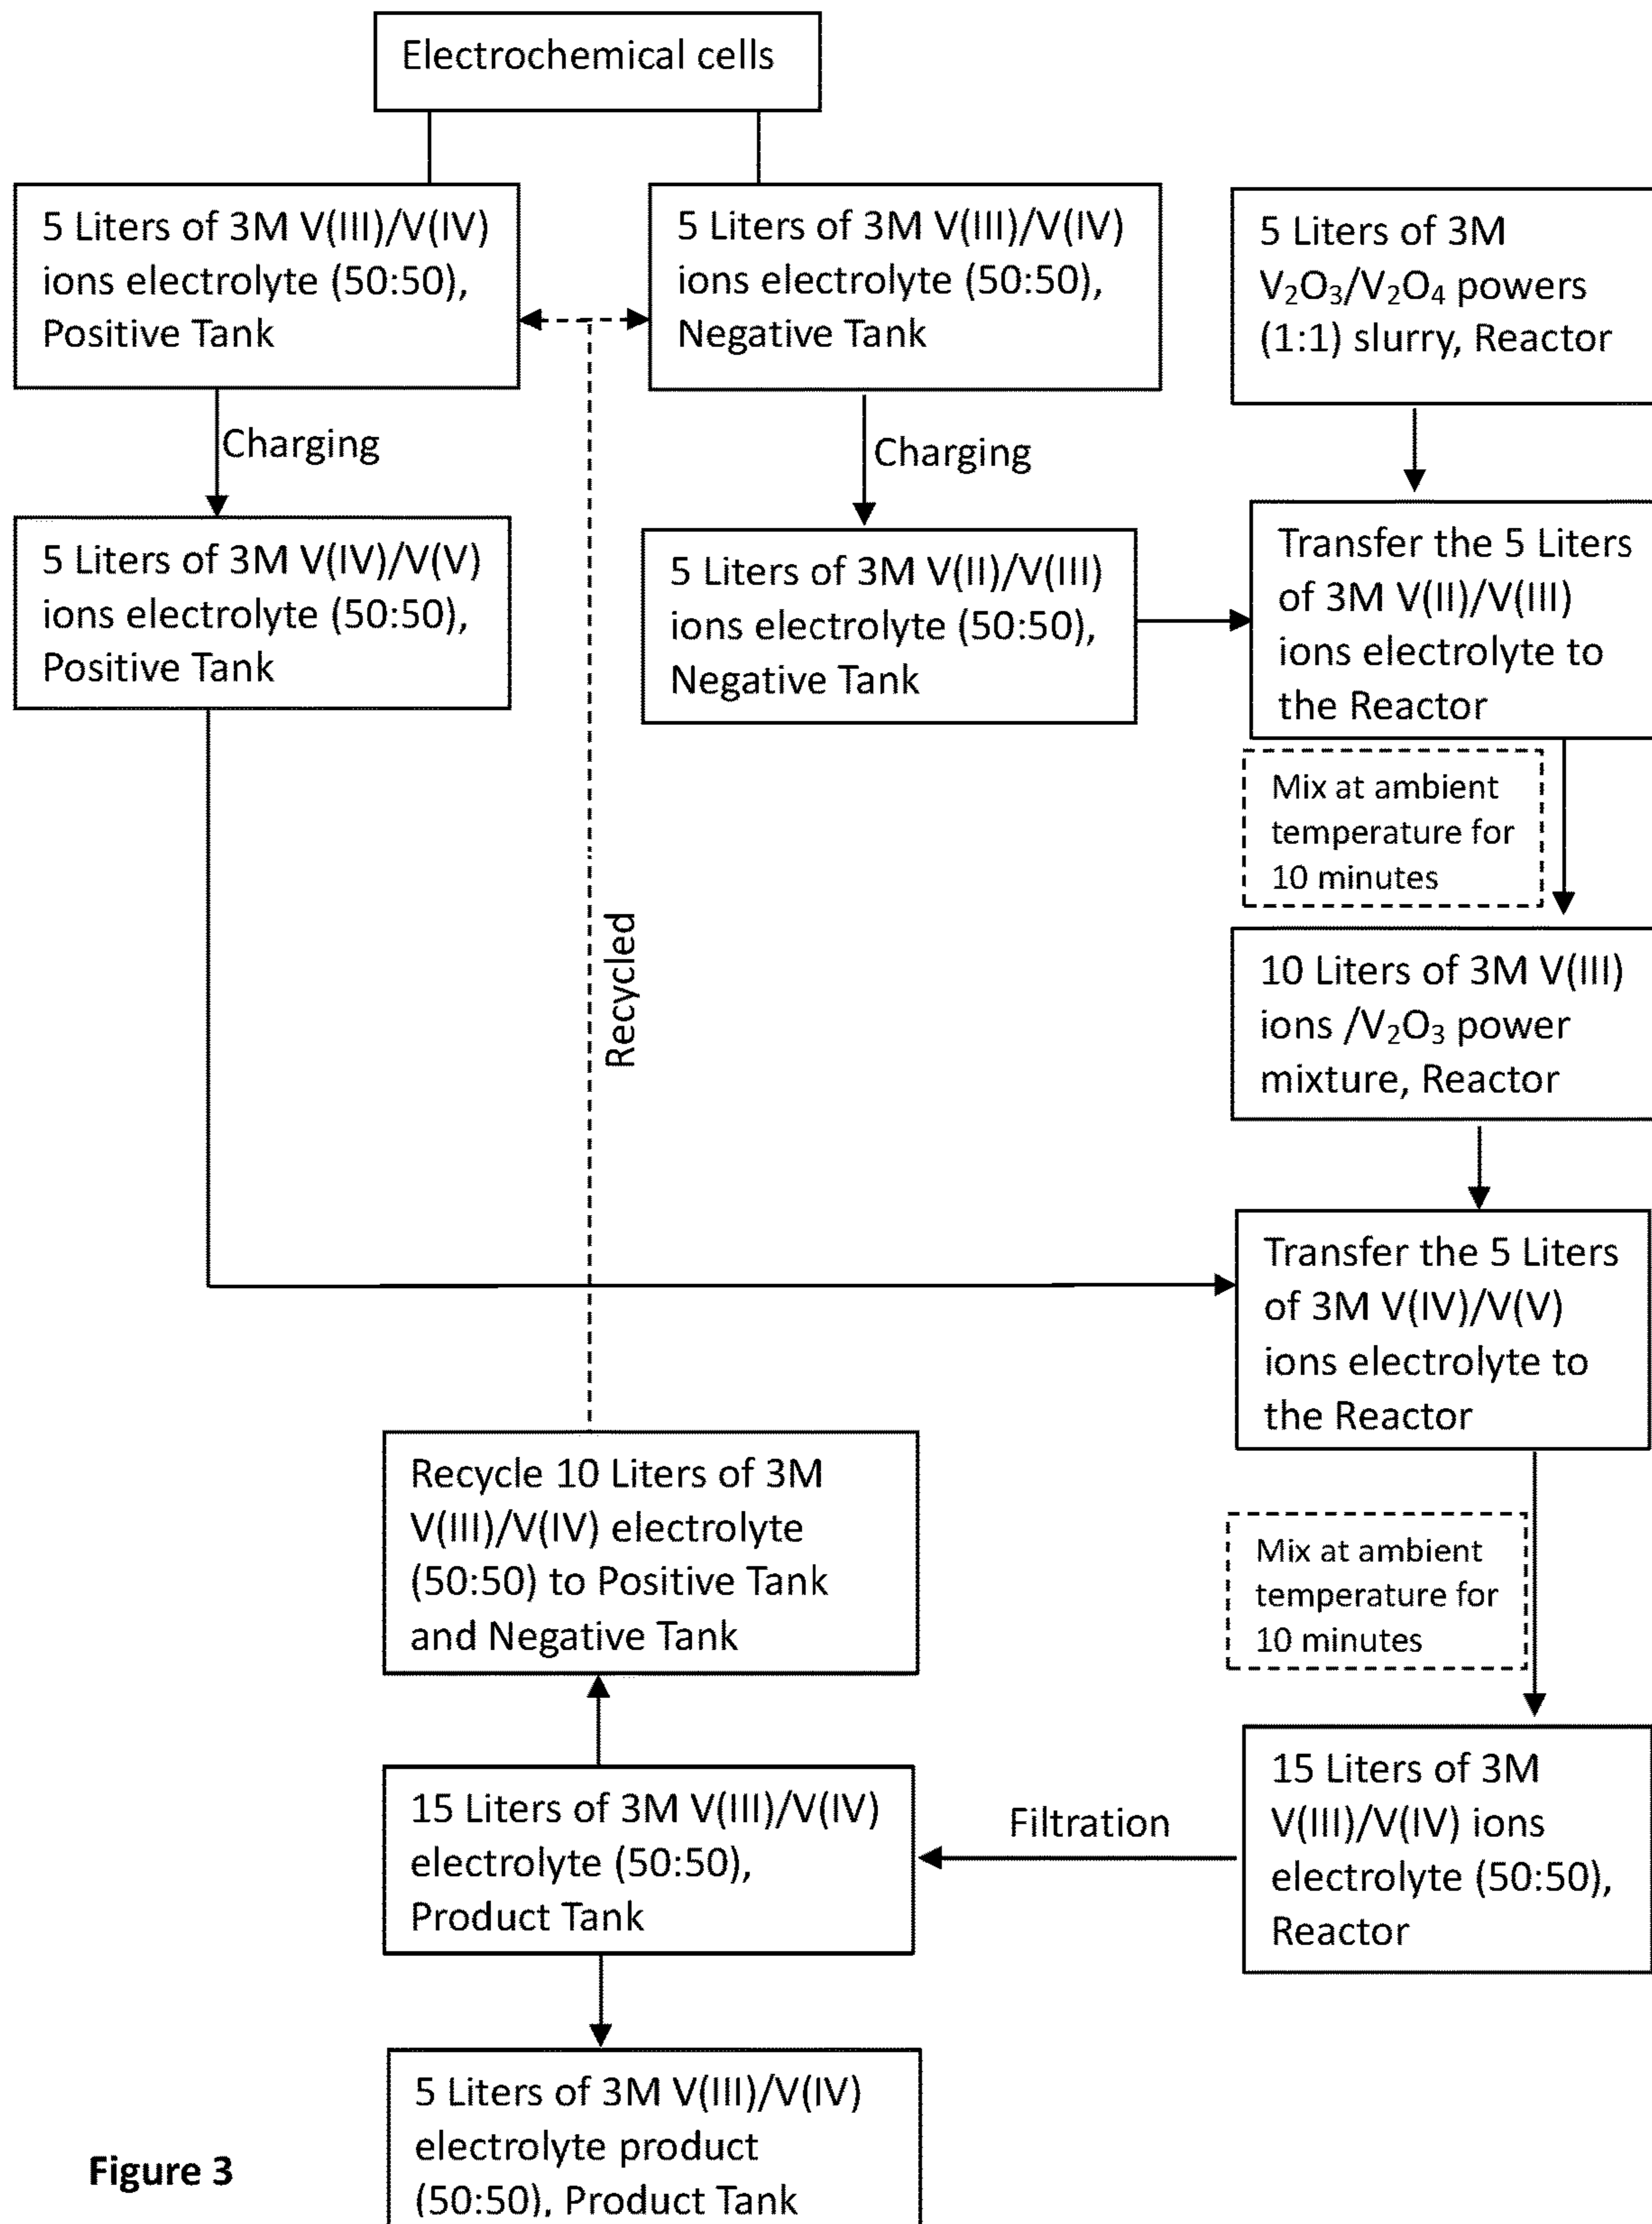 Electrochemical cells
5 Liters of 3M V(III)/V(IV)
ions electrolyte (50:50),
Positive Tank
5 Liters of 3M V(III)/V(IV)
ions electrolyte (50:50),
Negative Tank
5 Liters of 3M
V₂O₃/V₂O₄ powers
(1:1) slurry, Reactor
Charging
Charging
5 Liters of 3M V(IV)/V(V)
ions electrolyte (50:50),
Positive Tank
5 Liters of 3M V(II)/V(III)
ions electrolyte (50:50),
Negative Tank
Transfer the 5 Liters
of 3M V(II)/V(III)
ions electrolyte to
the Reactor
Mix at ambient
temperature for
10 minutes
Recycled
10 Liters of 3M V(III)
ions /V₂O₃ power
mixture, Reactor
Transfer the 5 Liters
of 3M V(IV)/V(V)
ions electrolyte to
the Reactor
Mix at ambient
temperature for
10 minutes
Recycle 10 Liters of 3M
V(III)/V(IV) electrolyte
(50:50) to Positive Tank
and Negative Tank
15 Liters of 3M
V(III)/V(IV) ions
electrolyte (50:50),
Reactor
Filtration
15 Liters of 3M V(III)/V(IV)
electrolyte (50:50),
Product Tank
5 Liters of 3M V(III)/V(IV)
electrolyte product
(50:50), Product Tank
Figure 3